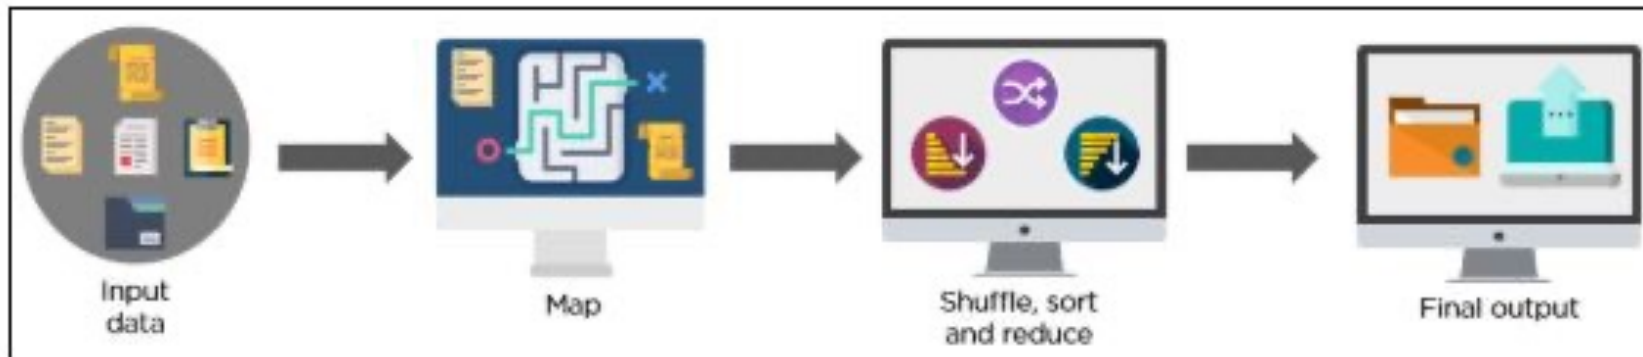 Input
data
Map
Shuffle, sort
and reduce
Final output